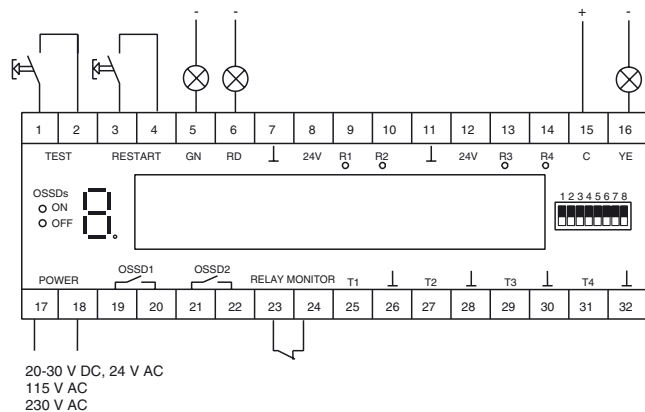 - - + -
1 2 3 4 5 6 7 8 9 10 11 12 13 14 15 16
TEST RESTART GN RD ⊥ 24V R1 R2 ⊥ 24V R3 R4 C YE
OSSDs
ON
OFF
8.
1 2 3 4 5 6 7 8
POWER OSSD1 OSSD2 RELAY MONITOR T1 ⊥ T2 ⊥ T3 ⊥ T4 ⊥
17 18 19 20 21 22 23 24 25 26 27 28 29 30 31 32
20-30 V DC, 24 V AC
115 V AC
230 V AC